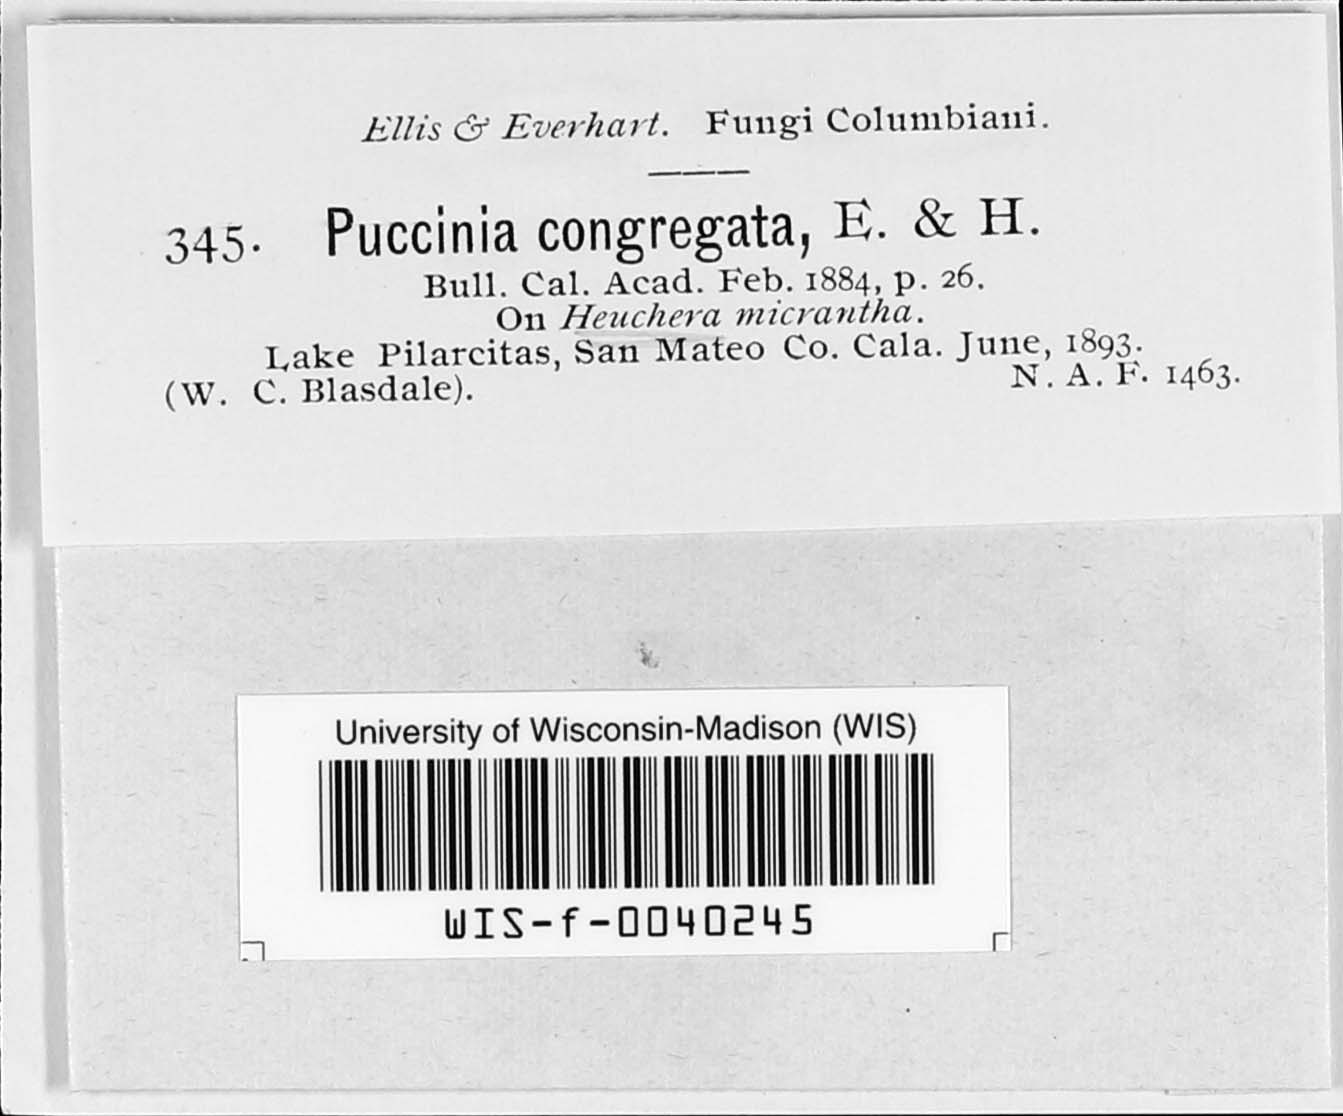 Ellis & Everhart. Fungi Columbiani.
345. Puccinia congregata, E. & H.
Bull. Cal. Acad. Feb. 1884, p. 26.
On Heuchera micrantha.
Lake Pilarcitas, San Mateo Co. Cala. June, 1893.
(W. C. Blasdale). N. A. F. 1463.
University of Wisconsin-Madison (WIS)
WIS-f-0040245